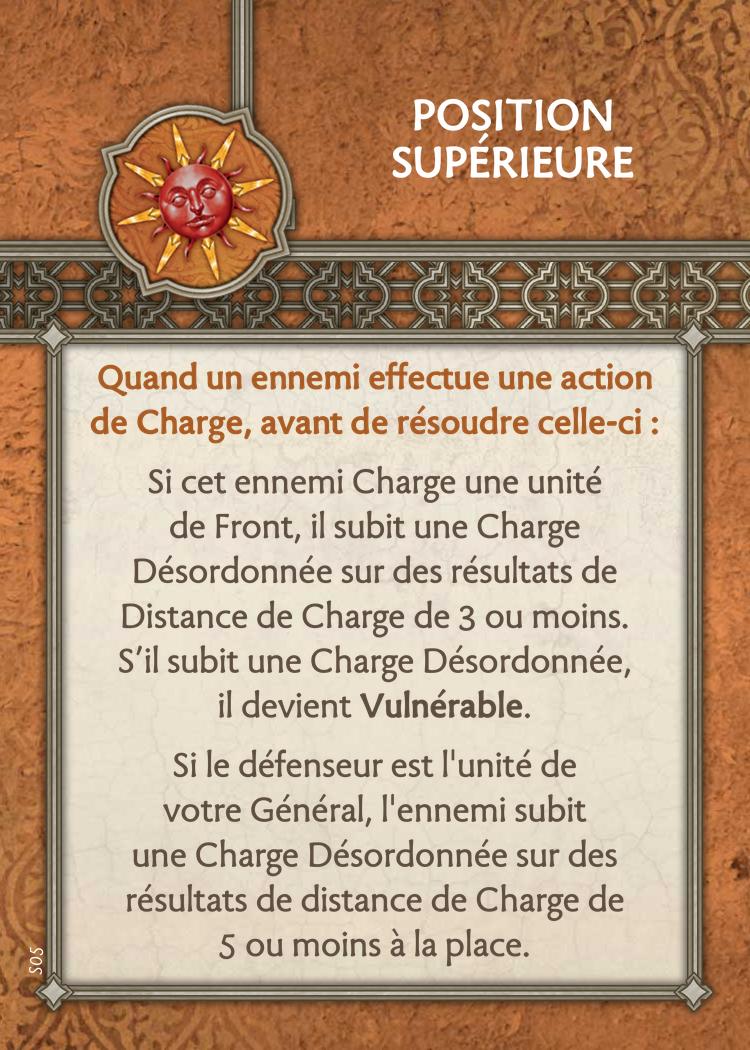 POSITION
SUPÉRIEURE
Quand un ennemi effectue une action
de Charge, avant de résoudre celle-ci :
Si cet ennemi Charge une unité
de Front, il subit une Charge
Désordonnée sur des résultats de
Distance de Charge de 3 ou moins.
S’il subit une Charge Désordonnée,
il devient Vulnérable.
Si le défenseur est l'unité de
votre Général, l'ennemi subit
une Charge Désordonnée sur des
résultats de distance de Charge de
5 ou moins à la place.
S05